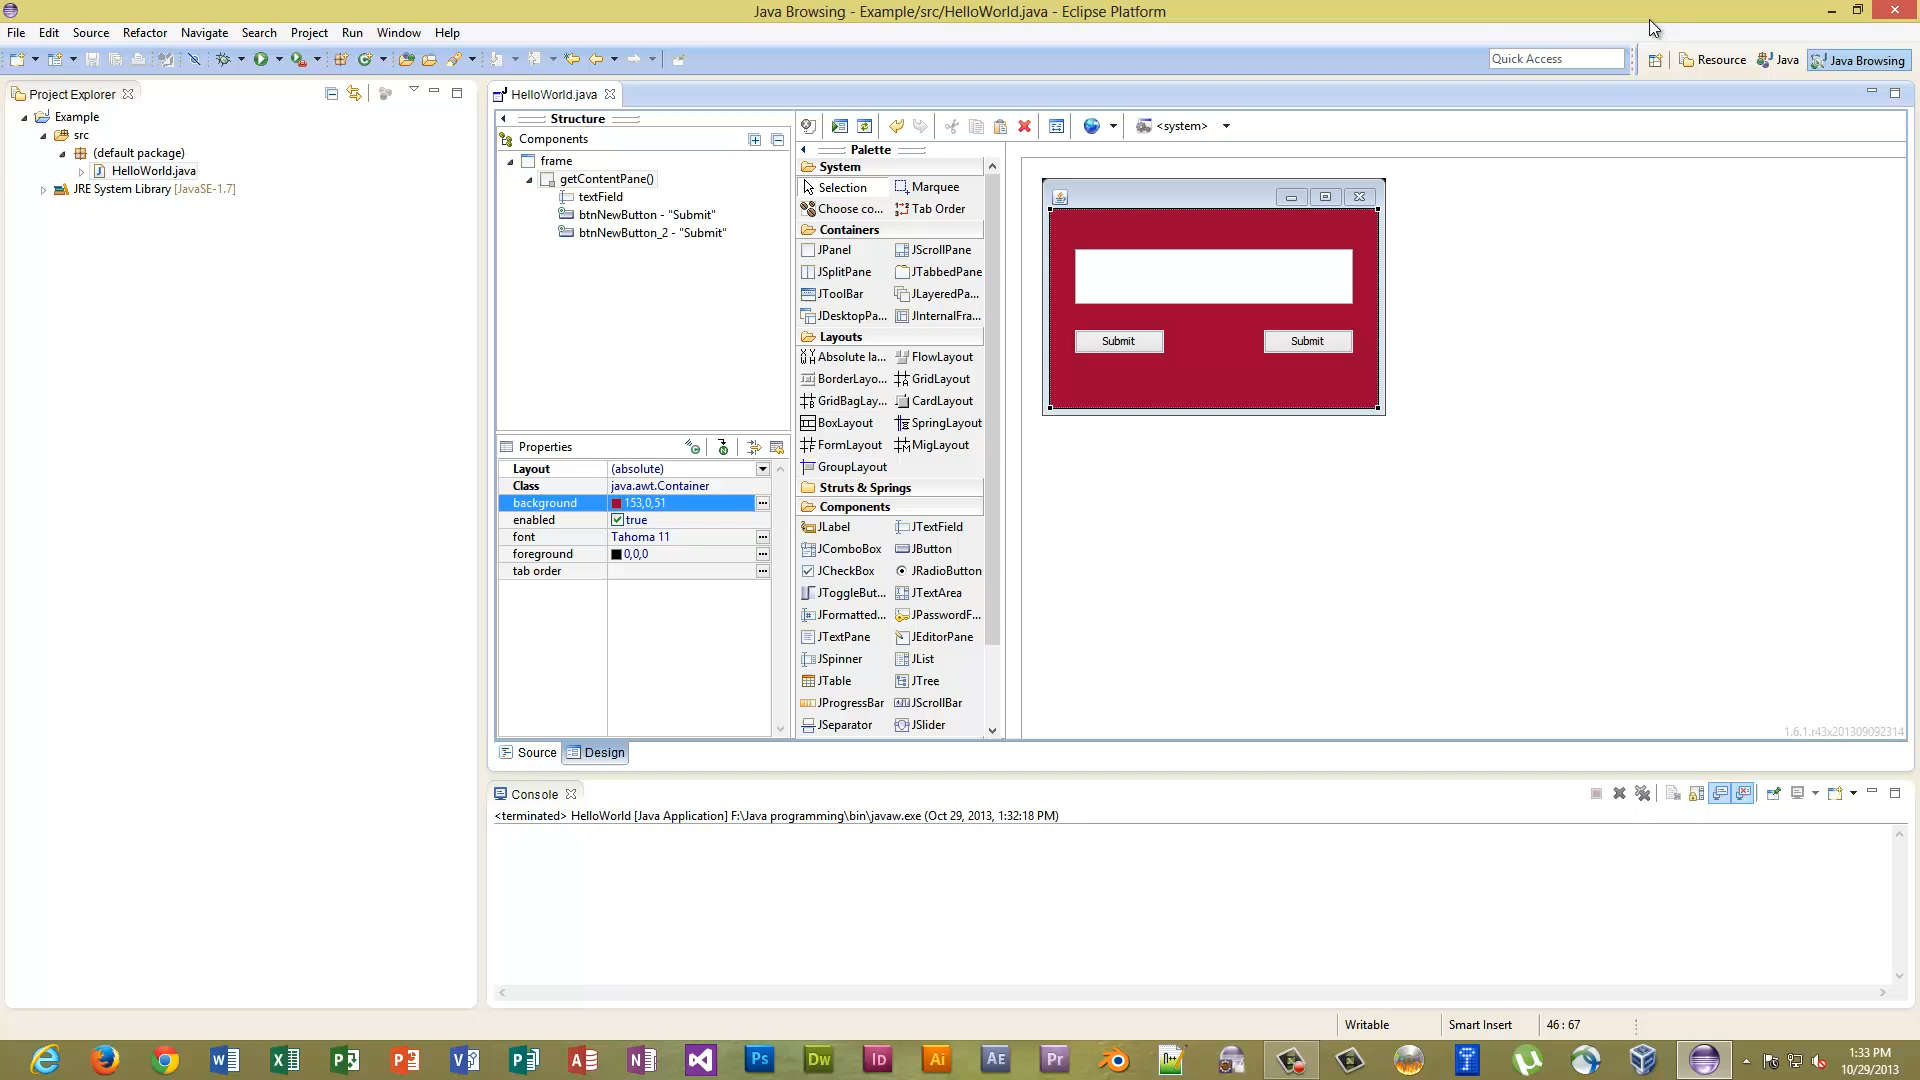 Java Browsing - Example/src/HelloWorld.java - Eclipse Platform
File Edit Source Refactor Navigate Search Project Run Window Help
Quick Access
Resource Java Java Browsing
Project Explorer
Example
src
(default package)
HelloWorld.java
JRE System Library [JavaSE-1.7]
HelloWorld.java
Structure
Components
frame
getContentPane()
textField
btnNewButton - "Submit"
btnNewButton_2 - "Submit"
Properties
Layout (absolute)
Class java.awt.Container
background 153,0,51
enabled true
font Tahoma 11
foreground 0,0,0
tab order
<system>
Palette
System
Selection Marquee
Choose co... Tab Order
Containers
JPanel JScrollPane
JSplitPane JTabbedPane
JToolBar JLayeredPa...
JDesktopPa... JInternalFra...
Layouts
Absolute la... FlowLayout
BorderLayo... GridLayout
GridBagLay... CardLayout
BoxLayout SpringLayout
FormLayout MigLayout
GroupLayout
Struts & Springs
Components
JLabel JTextField
JComboBox JButton
JCheckBox JRadioButton
JToggleBut... JTextArea
JFormatted... JPasswordF...
JTextPane JEditorPane
JSpinner JList
JTable JTree
JProgressBar JScrollBar
JSeparator JSlider
Submit Submit
1.6.1.r43x201309092314
Source Design
Console
<terminated> HelloWorld [Java Application] F:\Java programming\bin\javaw.exe (Oct 29, 2013, 1:32:18 PM)
Writable Smart Insert 46 : 67
Ps Dw Id Ai AE Pr
1:33 PM
10/29/2013